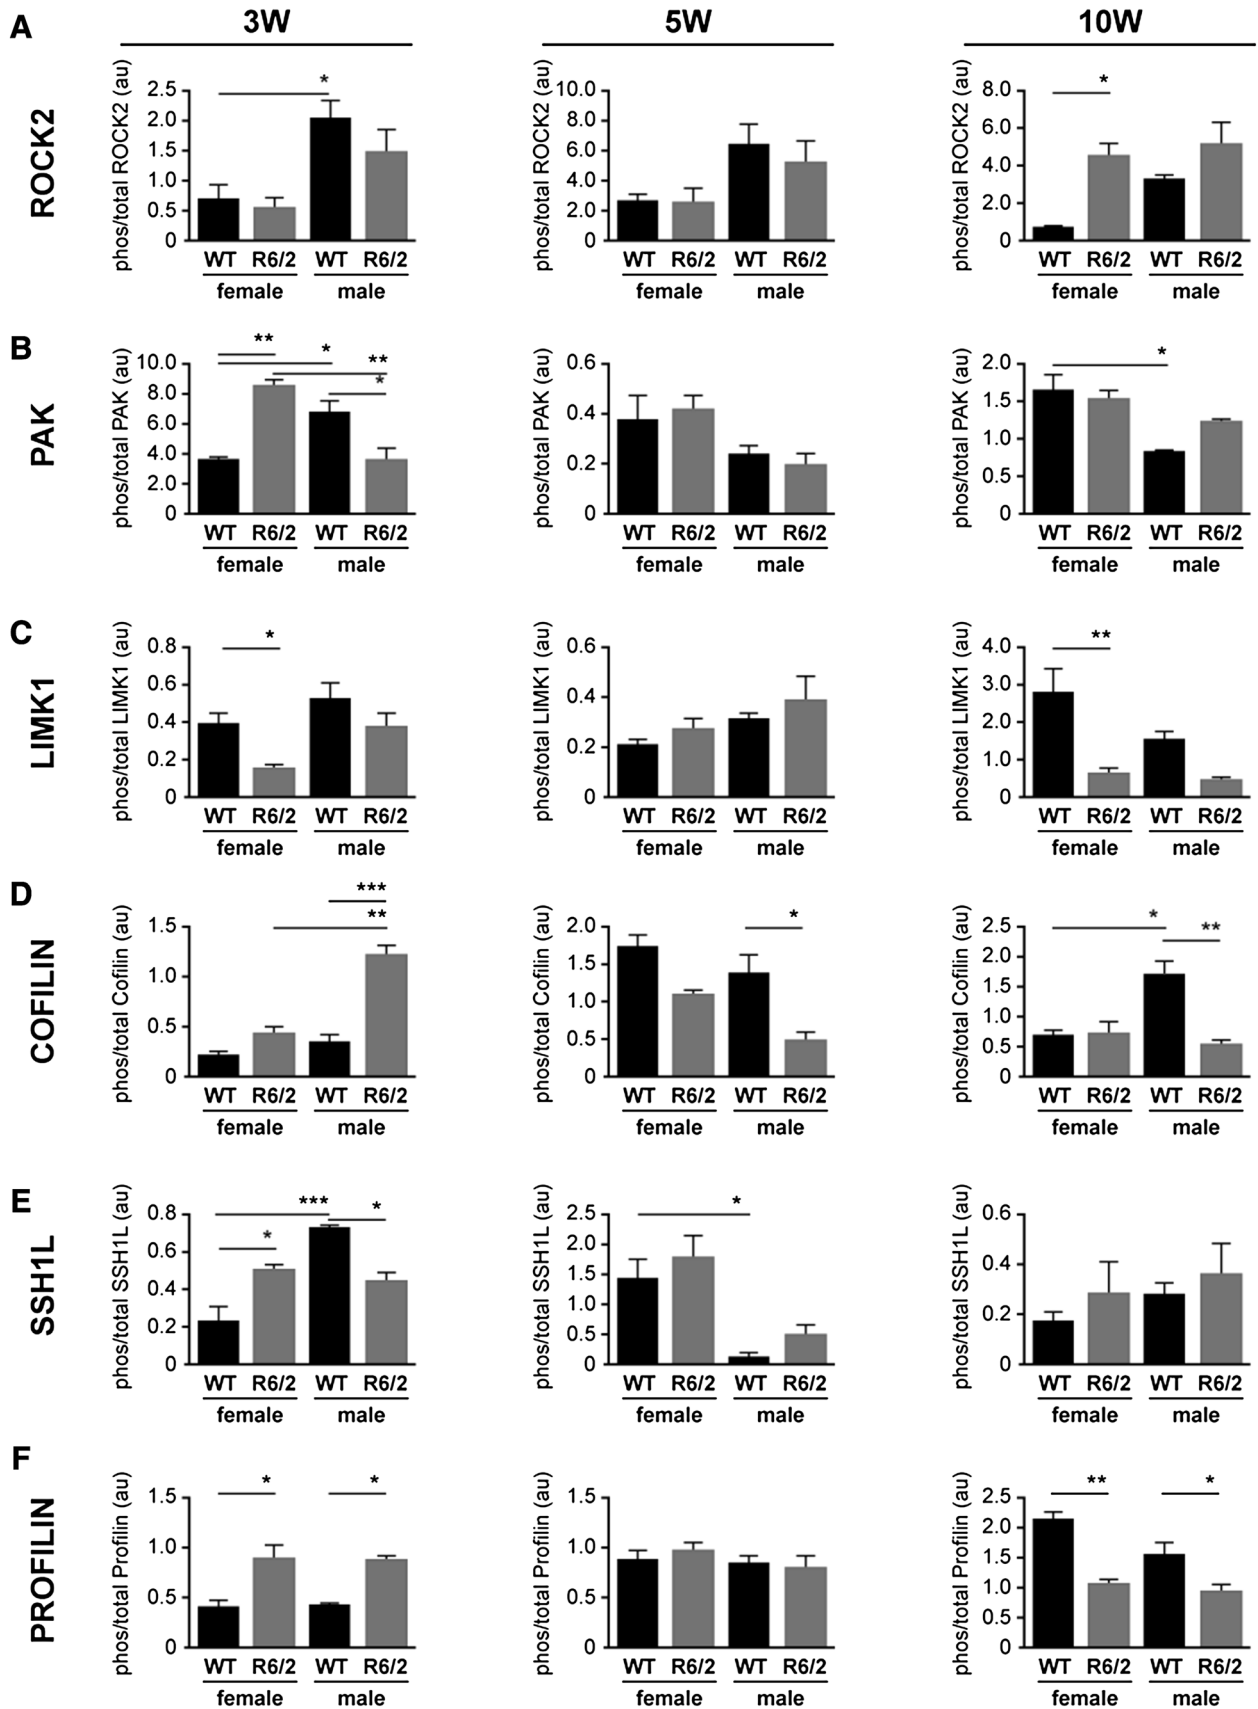 A
3W
5W
10W
ROCK2
phos/total ROCK2 (au)
2.5
2.0
1.5
1.0
0.5
0
*
WT R6/2 WT R6/2
female male
phos/total ROCK2 (au)
10.0
8.0
6.0
4.0
2.0
0
WT R6/2 WT R6/2
female male
phos/total ROCK2 (au)
8.0
6.0
4.0
2.0
0
*
WT R6/2 WT R6/2
female male
B
PAK
phos/total PAK (au)
10.0
8.0
6.0
4.0
2.0
0
**
*
**
*
WT R6/2 WT R6/2
female male
phos/total PAK (au)
0.6
0.4
0.2
0
WT R6/2 WT R6/2
female male
phos/total PAK (au)
2.0
1.5
1.0
0.5
0
*
WT R6/2 WT R6/2
female male
C
LIMK1
phos/total LIMK1 (au)
0.8
0.6
0.4
0.2
0
*
WT R6/2 WT R6/2
female male
phos/total LIMK1 (au)
0.6
0.4
0.2
0
WT R6/2 WT R6/2
female male
phos/total LIMK1 (au)
4.0
3.0
2.0
1.0
0
**
WT R6/2 WT R6/2
female male
D
COFILIN
phos/total Cofilin (au)
1.5
1.0
0.5
0
***
**
WT R6/2 WT R6/2
female male
phos/total Cofilin (au)
2.0
1.5
1.0
0.5
0
*
WT R6/2 WT R6/2
female male
phos/total Cofilin (au)
2.5
2.0
1.5
1.0
0.5
0
*
**
WT R6/2 WT R6/2
female male
E
SSH1L
phos/total SSH1L (au)
0.8
0.6
0.4
0.2
0
***
*
*
WT R6/2 WT R6/2
female male
phos/total SSH1L (au)
2.5
2.0
1.5
1.0
0.5
0
*
WT R6/2 WT R6/2
female male
phos/total SSH1L (au)
0.6
0.4
0.2
0
WT R6/2 WT R6/2
female male
F
PROFILIN
phos/total Profilin (au)
1.5
1.0
0.5
0
*
*
WT R6/2 WT R6/2
female male
phos/total Profilin (au)
1.5
1.0
0.5
0
WT R6/2 WT R6/2
female male
phos/total Profilin (au)
2.5
2.0
1.5
1.0
0.5
0
**
*
WT R6/2 WT R6/2
female male